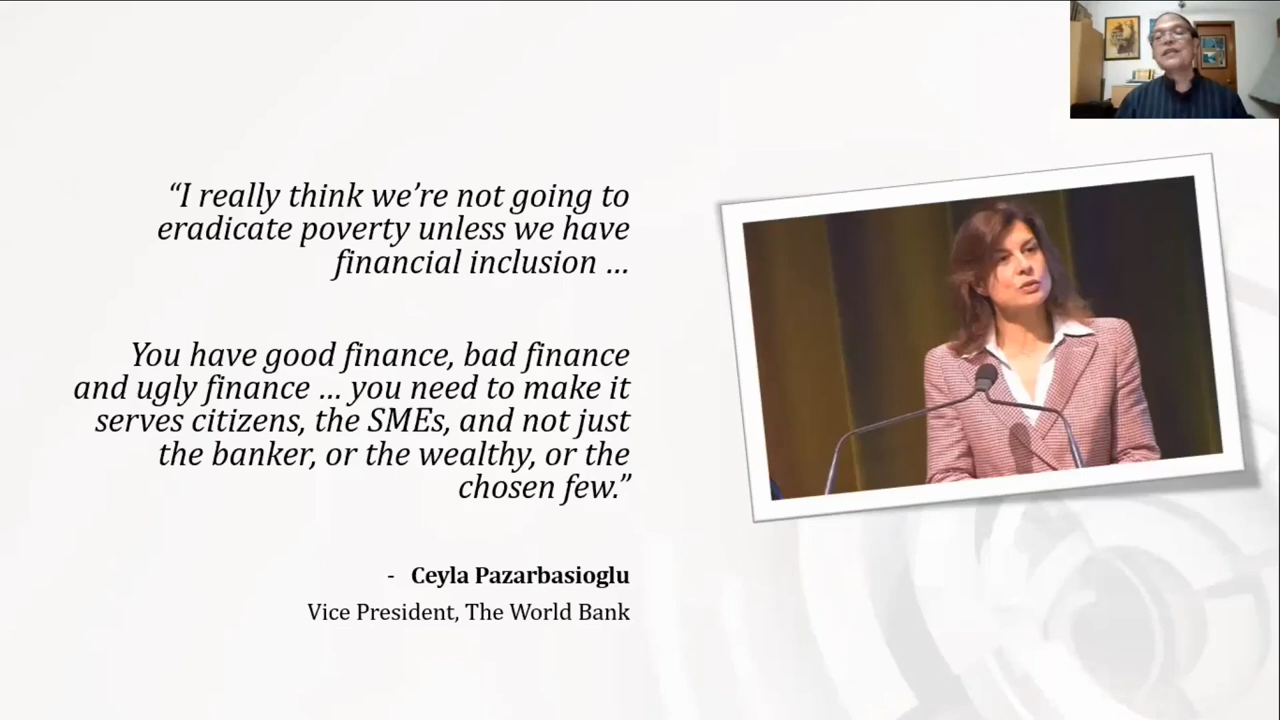 “I really think we’re not going to
eradicate poverty unless we have
financial inclusion …
You have good finance, bad finance
and ugly finance … you need to make it
serves citizens, the SMEs, and not just
the banker, or the wealthy, or the
chosen few.”
- Ceyla Pazarbasioglu
Vice President, The World Bank